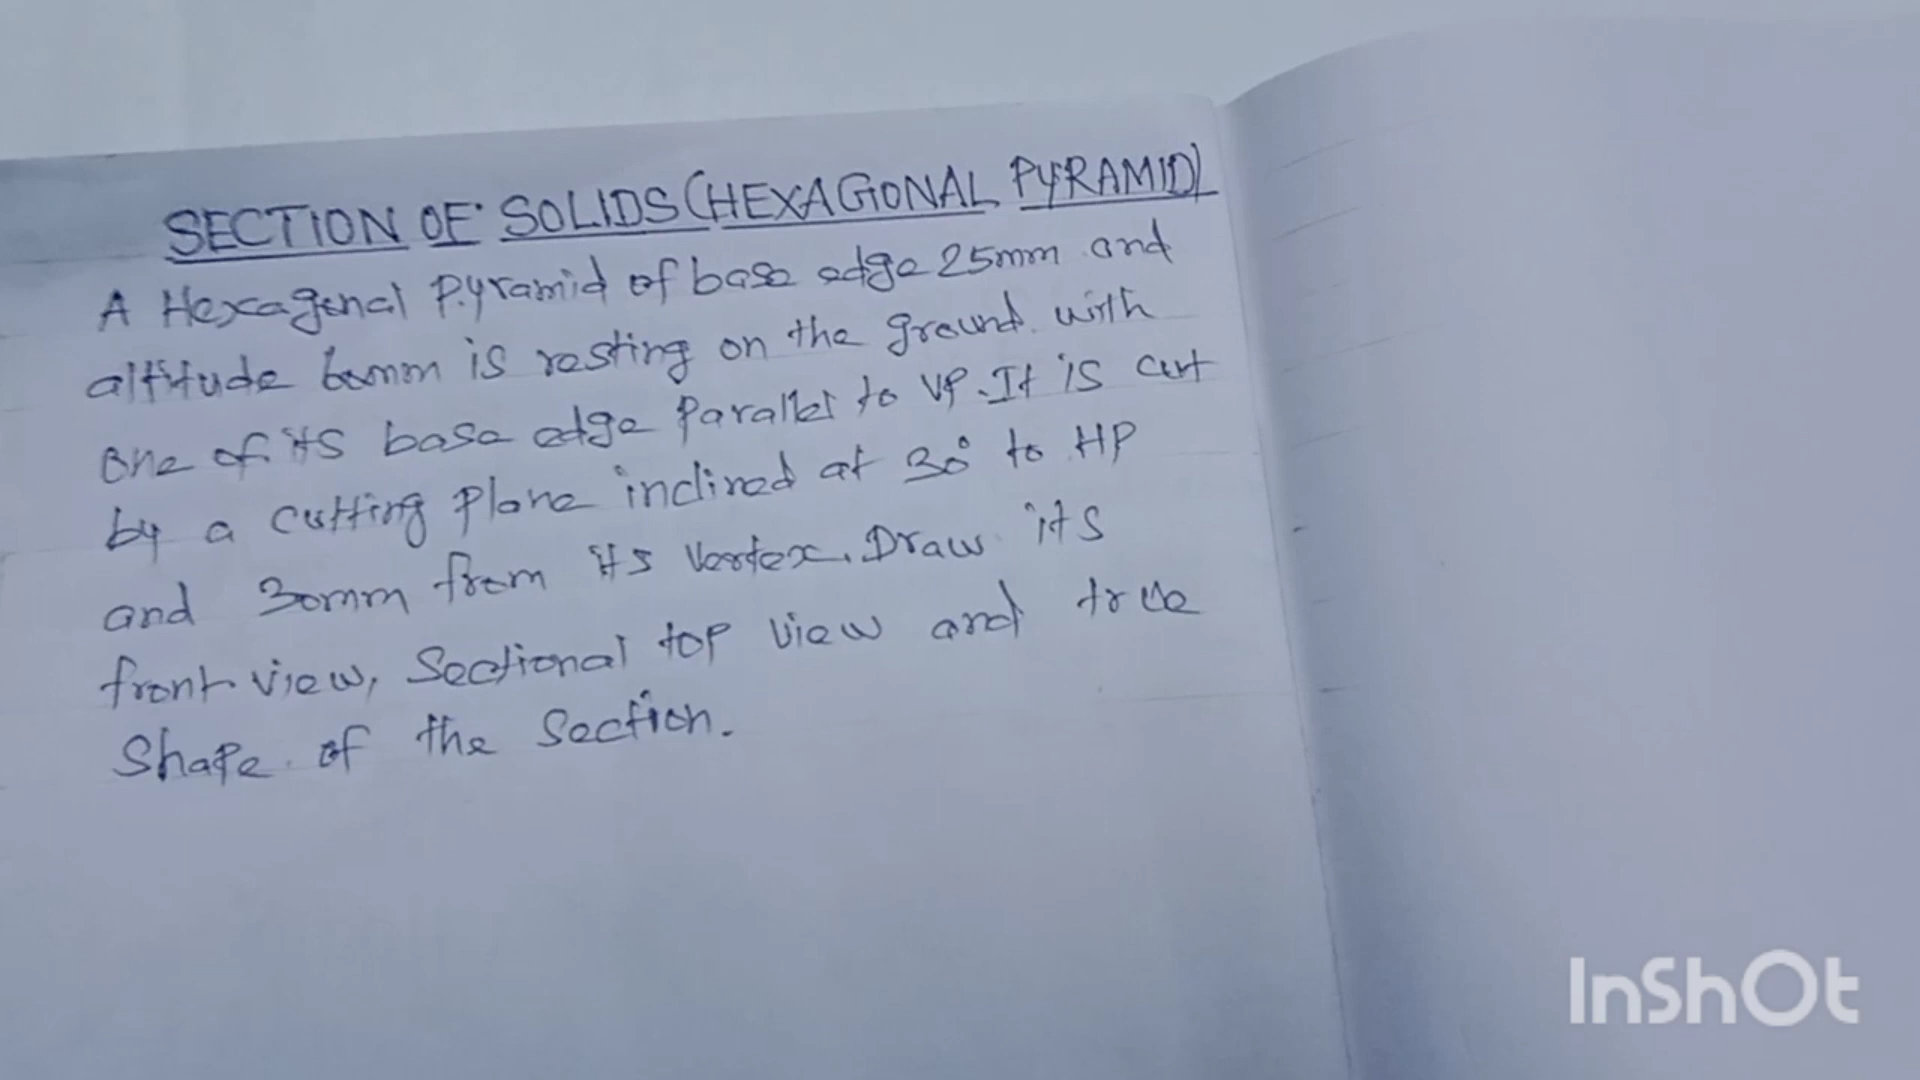 SECTION OF SOLIDS (HEXAGONAL PYRAMID)
A Hexagonal Pyramid of base edge 25mm and
altitude 60mm is resting on the ground with
One of its base edge Parallel to VP. It is cut
by a cutting Plane inclined at 30° to HP
and 30mm from its Vertex. Draw its
front view, Sectional top view and true
Shape of the Section.
InShOt